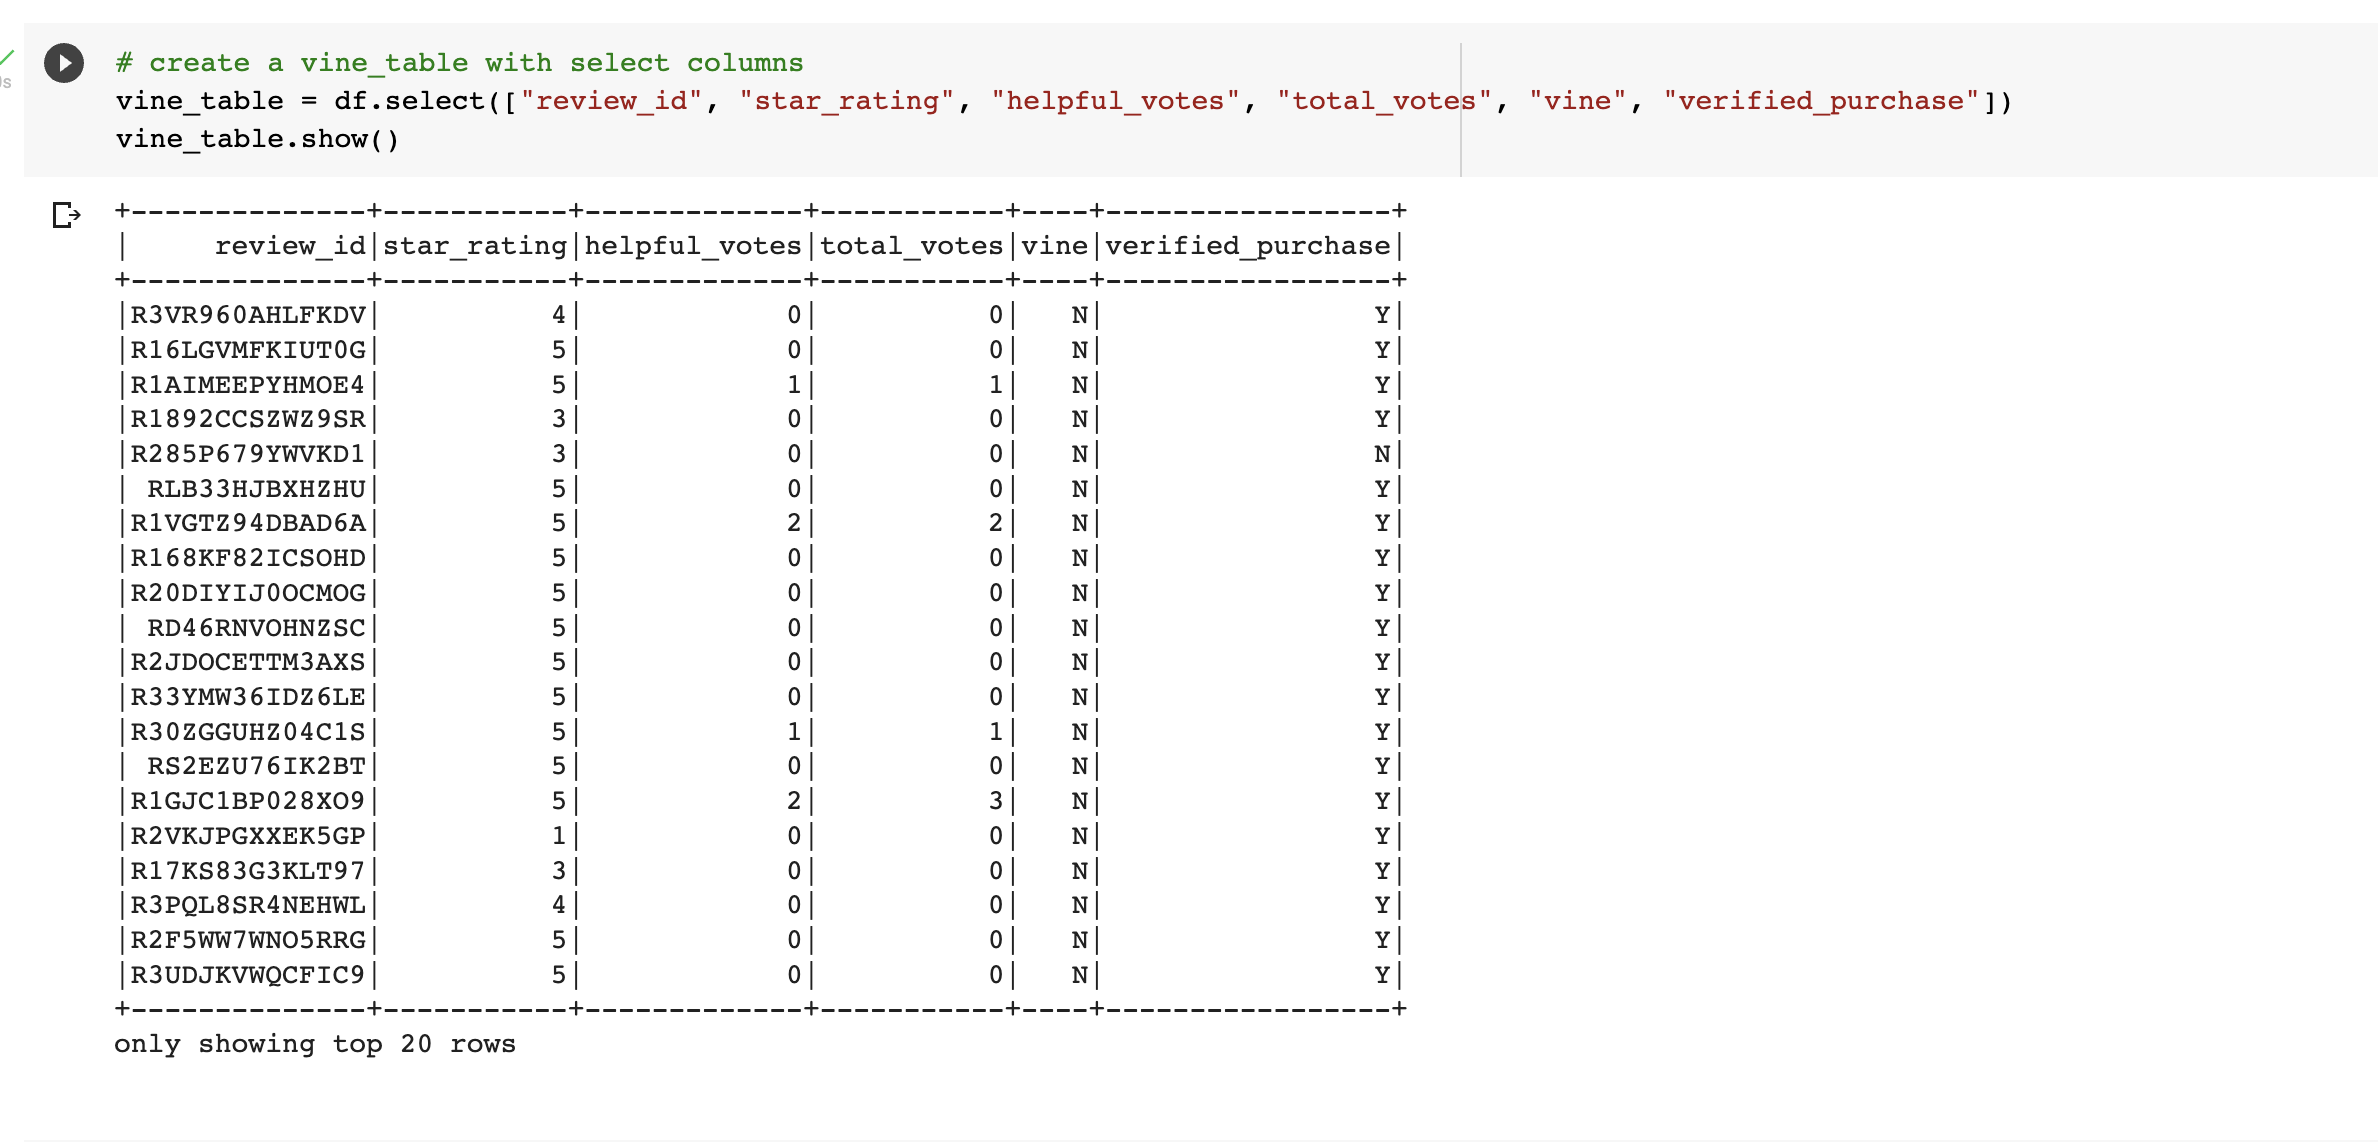 # create a vine_table with select columns
vine_table = df.select(["review_id", "star_rating", "helpful_votes", "total_votes", "vine", "verified_purchase"])
vine_table.show()
+--------------+-----------+-------------+-----------+----+-----------------+
|     review_id|star_rating|helpful_votes|total_votes|vine|verified_purchase|
+--------------+-----------+-------------+-----------+----+-----------------+
|R3VR960AHLFKDV|          4|            0|          0|   N|                Y|
|R16LGVMFKIUT0G|          5|            0|          0|   N|                Y|
|R1AIMEEPYHMOE4|          5|            1|          1|   N|                Y|
|R1892CCSZWZ9SR|          3|            0|          0|   N|                Y|
|R285P679YWVKD1|          3|            0|          0|   N|                N|
| RLB33HJBXHZHU|          5|            0|          0|   N|                Y|
|R1VGTZ94DBAD6A|          5|            2|          2|   N|                Y|
|R168KF82ICSOHD|          5|            0|          0|   N|                Y|
|R20DIYIJ0OCMOG|          5|            0|          0|   N|                Y|
| RD46RNVOHNZSC|          5|            0|          0|   N|                Y|
|R2JDOCETTM3AXS|          5|            0|          0|   N|                Y|
|R33YMW36IDZ6LE|          5|            0|          0|   N|                Y|
|R30ZGGUHZ04C1S|          5|            1|          1|   N|                Y|
| RS2EZU76IK2BT|          5|            0|          0|   N|                Y|
|R1GJC1BP028XO9|          5|            2|          3|   N|                Y|
|R2VKJPGXXEK5GP|          1|            0|          0|   N|                Y|
|R17KS83G3KLT97|          3|            0|          0|   N|                Y|
|R3PQL8SR4NEHWL|          4|            0|          0|   N|                Y|
|R2F5WW7WNO5RRG|          5|            0|          0|   N|                Y|
|R3UDJKVWQCFIC9|          5|            0|          0|   N|                Y|
+--------------+-----------+-------------+-----------+----+-----------------+
only showing top 20 rows